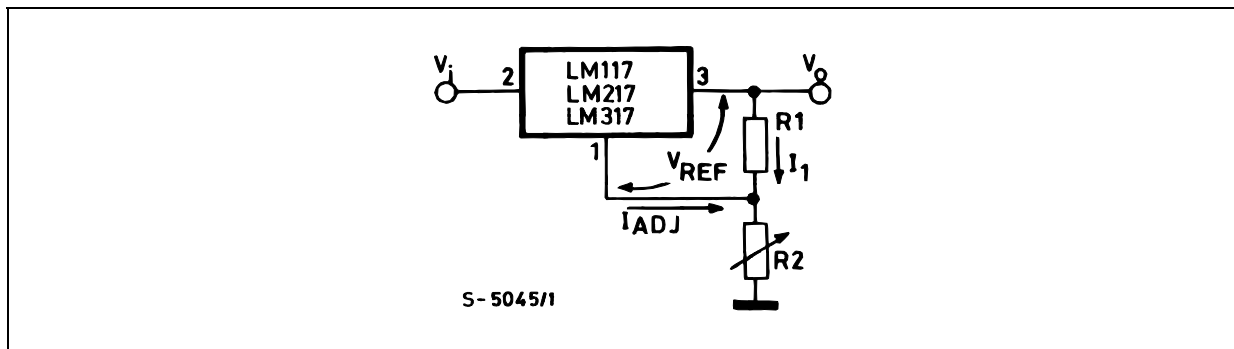 Vi
2
LM117
LM217
LM317
3
VO
1
VREF
R1
I1
IADJ
R2
S-5045/1